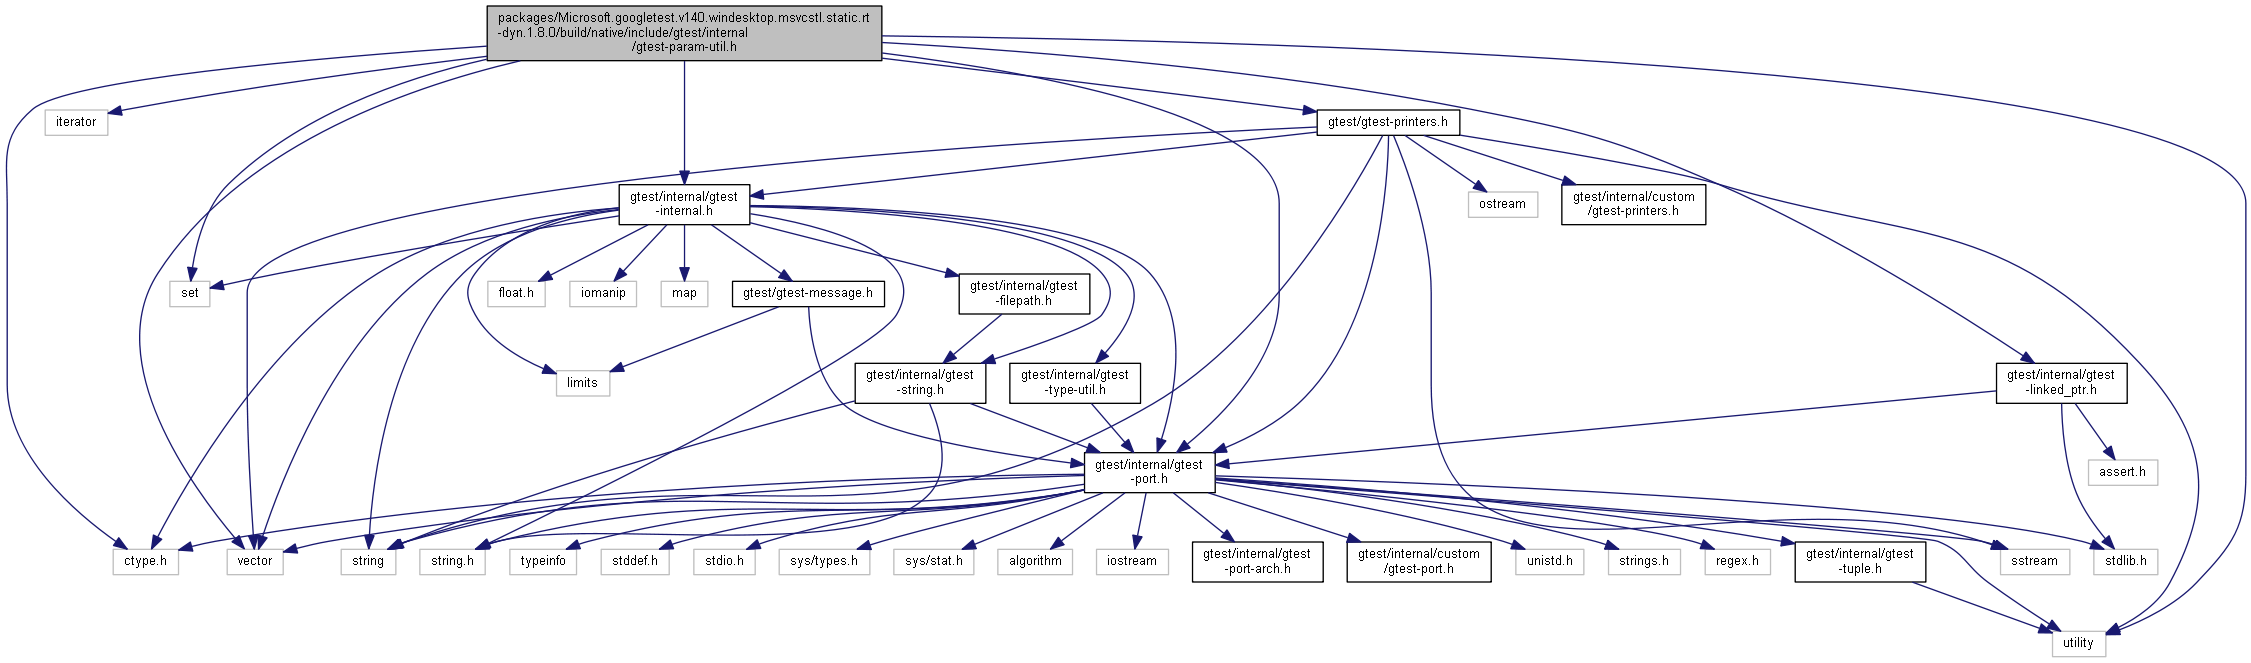 packages/Microsoft.googletest.v140.windesktop.msvcstl.static.rt
-dyn.1.8.0/build/native/include/gtest/internal
/gtest-param-util.h
iterator
gtest/gtest-printers.h
gtest/internal/gtest
-internal.h
ostream
gtest/internal/custom
/gtest-printers.h
set
float.h
iomanip
map
gtest/gtest-message.h
gtest/internal/gtest
-filepath.h
limits
gtest/internal/gtest
-string.h
gtest/internal/gtest
-type-util.h
gtest/internal/gtest
-linked_ptr.h
gtest/internal/gtest
-port.h
assert.h
ctype.h
vector
string
string.h
typeinfo
stddef.h
stdio.h
sys/types.h
sys/stat.h
algorithm
iostream
gtest/internal/gtest
-port-arch.h
gtest/internal/custom
/gtest-port.h
unistd.h
strings.h
regex.h
gtest/internal/gtest
-tuple.h
sstream
stdlib.h
utility